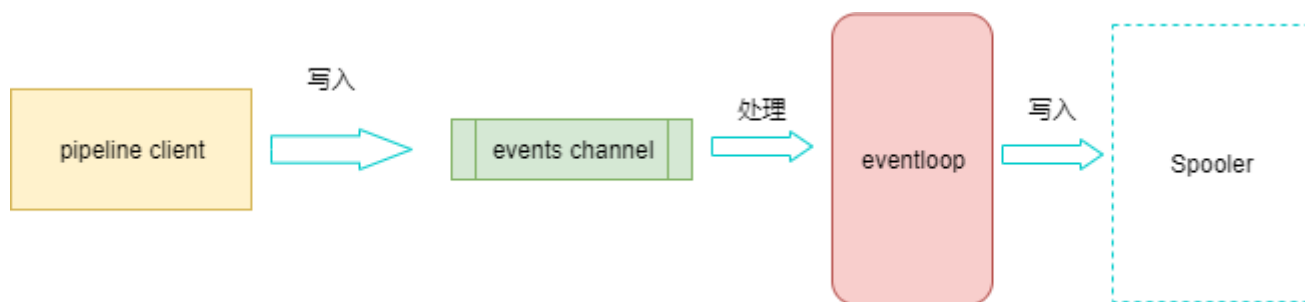 pipeline client
写入
events channel
处理
eventloop
写入
Spooler